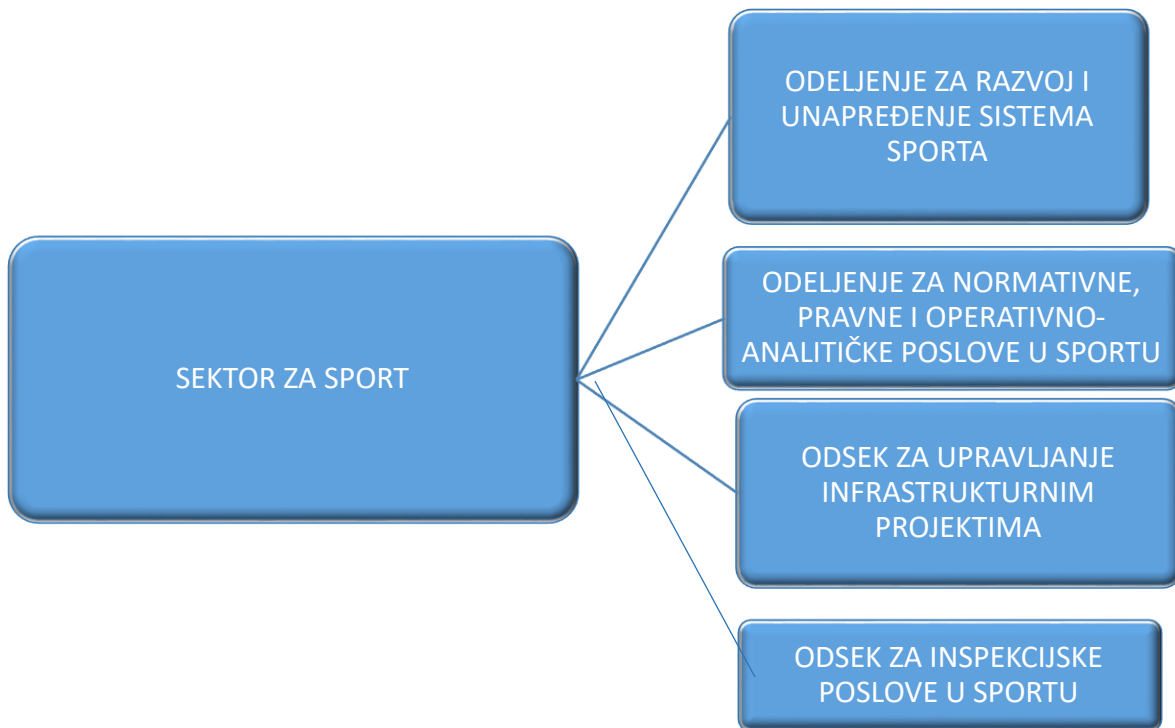 SEKTOR ZA SPORT
ODELJENJE ZA RAZVOJ I
UNAPREĐENJE SISTEMA
SPORTA
ODELJENJE ZA NORMATIVNE,
PRAVNE I OPERATIVNO-
ANALITIČKE POSLOVE U SPORTU
ODSEK ZA UPRAVLJANJE
INFRASTRUKTURNIM
PROJEKTIMA
ODSEK ZA INSPEKCIJSKE
POSLOVE U SPORTU